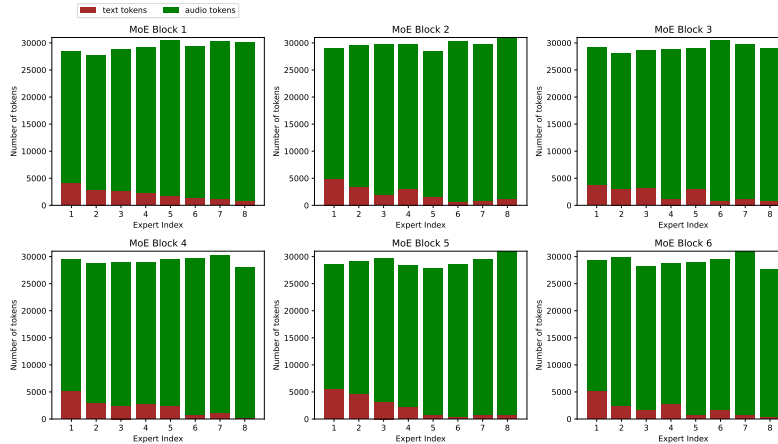 text tokens audio tokens
MoE Block 1
Number of tokens
30000
25000
20000
15000
10000
5000
0
1 2 3 4 5 6 7 8
Expert Index
MoE Block 2
Number of tokens
30000
25000
20000
15000
10000
5000
0
1 2 3 4 5 6 7 8
Expert Index
MoE Block 3
Number of tokens
30000
25000
20000
15000
10000
5000
0
1 2 3 4 5 6 7 8
Expert Index
MoE Block 4
Number of tokens
30000
25000
20000
15000
10000
5000
0
1 2 3 4 5 6 7 8
Expert Index
MoE Block 5
Number of tokens
30000
25000
20000
15000
10000
5000
0
1 2 3 4 5 6 7 8
Expert Index
MoE Block 6
Number of tokens
30000
25000
20000
15000
10000
5000
0
1 2 3 4 5 6 7 8
Expert Index